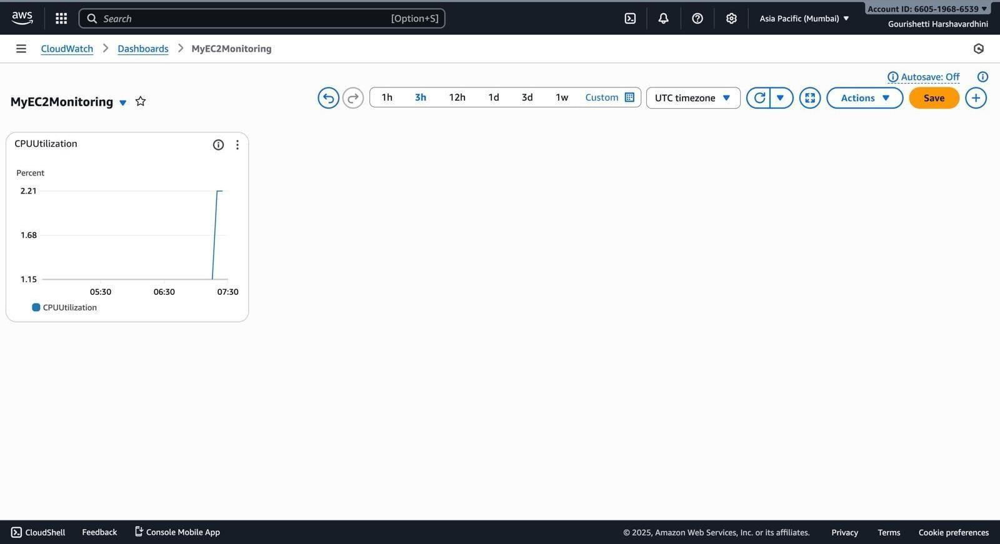 aws
Search [Option+S]
Asia Pacific (Mumbai)
Account ID: 6605-1968-6539
Gourishetti Harshavardhini
CloudWatch > Dashboards > MyEC2Monitoring
Autosave: Off
MyEC2Monitoring
1h 3h 12h 1d 3d 1w Custom
UTC timezone
Actions
Save
CPUUtilization
Percent
2.21
1.68
1.15
05:30 06:30 07:30
CPUUtilization
CloudShell Feedback Console Mobile App
© 2025, Amazon Web Services, Inc. or its affiliates. Privacy Terms Cookie preferences